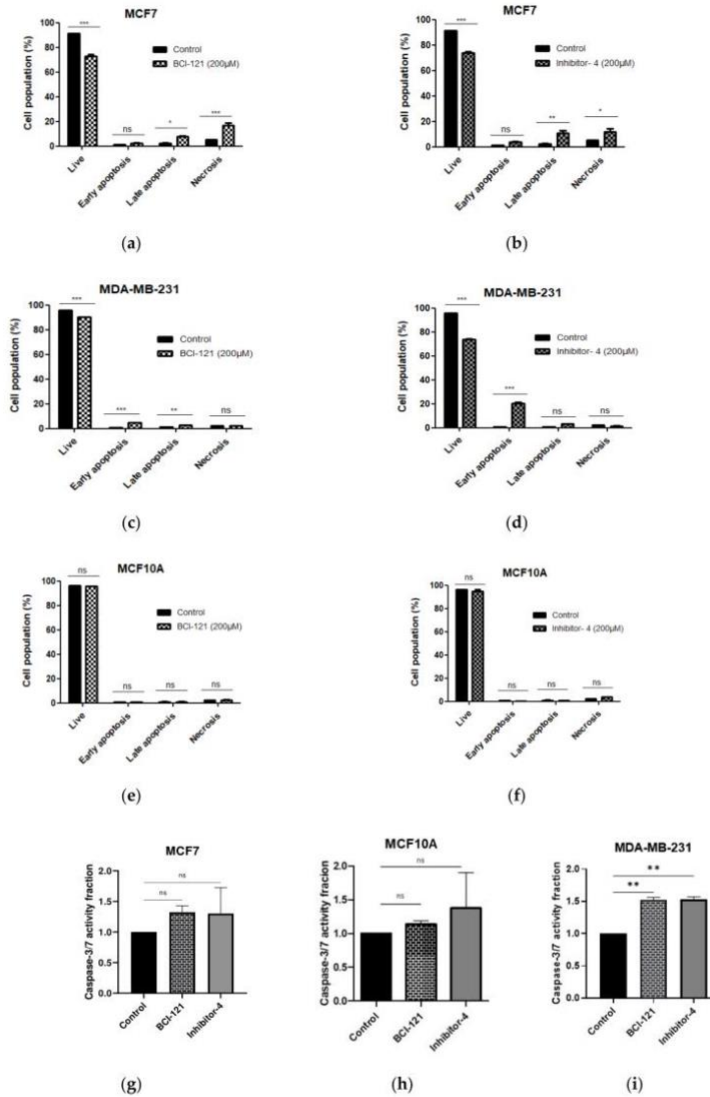 MCF7
***
Control
BCI-121 (200µM)
ns
*
***
Cell population (%)
100
80
60
40
20
0
Live
Early apoptosis
Late apoptosis
Necrosis
(a)
MCF7
***
Control
Inhibitor- 4 (200µM)
ns
**
*
Cell population (%)
100
80
60
40
20
0
Live
Early apoptosis
Late apoptosis
Necrosis
(b)
MDA-MB-231
***
Control
BCI-121 (200µM)
***
**
ns
Cell population (%)
100
80
60
40
20
0
Live
Early apoptosis
Late apoptosis
Necrosis
(c)
MDA-MB-231
***
Control
Inhibitor- 4 (200µM)
***
ns
ns
Cell population (%)
100
80
60
40
20
0
Live
Early apoptosis
Late apoptosis
Necrosis
(d)
MCF10A
ns
Control
BCI-121 (200µM)
ns
ns
ns
Cell population (%)
100
80
60
40
20
0
Live
Early apoptosis
Late apoptosis
Necrosis
(e)
MCF10A
ns
Control
Inhibitor- 4 (200µM)
ns
ns
ns
Cell population (%)
100
80
60
40
20
0
Live
Early apoptosis
Late apoptosis
Necrosis
(f)
MCF7
ns
ns
Caspase-3/7 activity fraction
2.0
1.5
1.0
0.5
0.0
Control
BCI-121
Inhibitor-4
(g)
MCF10A
ns
ns
Caspase-3/7 activity fracion
2.0
1.5
1.0
0.5
0.0
Control
BCI-121
Inhibitor-4
(h)
MDA-MB-231
**
**
Caspase-3/7 activity fraction
2.0
1.5
1.0
0.5
0.0
Control
BCI-121
Inhibitor-4
(i)